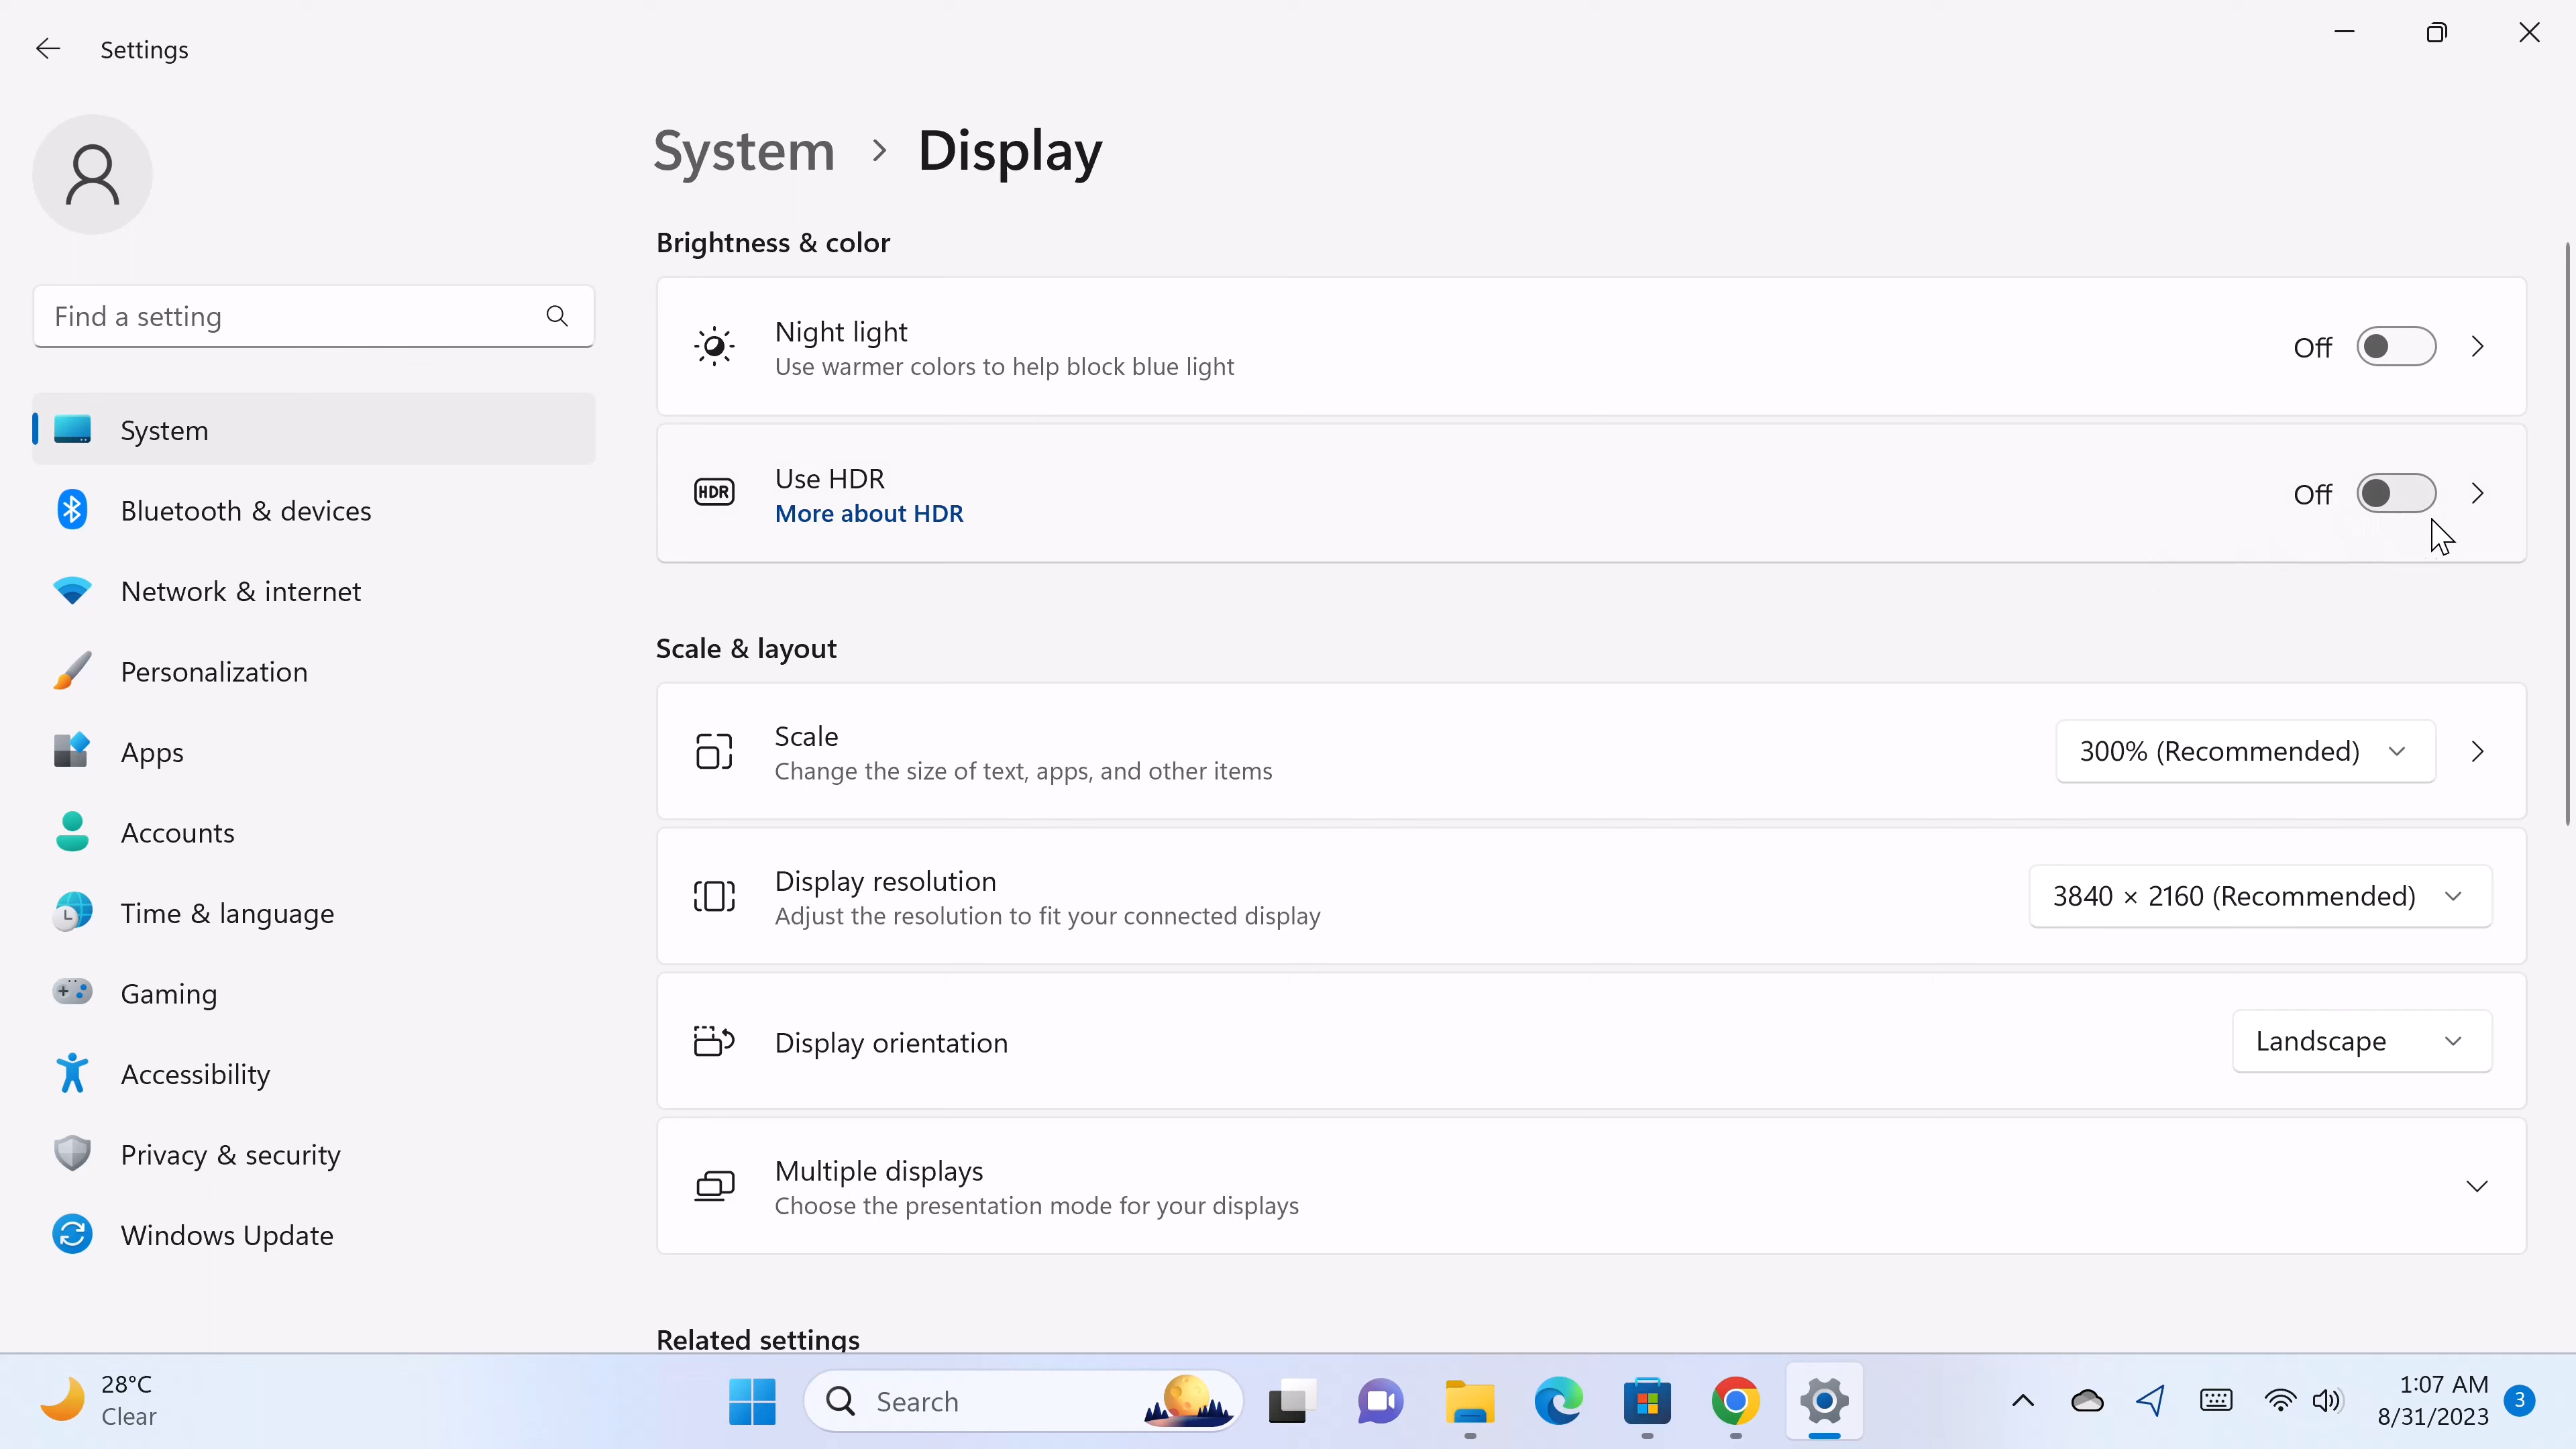 Settings
System > Display
Find a setting
System
Bluetooth & devices
Network & internet
Personalization
Apps
Accounts
Time & language
Gaming
Accessibility
Privacy & security
Windows Update
Brightness & color
Night light
Use warmer colors to help block blue light
Off
HDR
Use HDR
More about HDR
Off
Scale & layout
Scale
Change the size of text, apps, and other items
300% (Recommended)
Display resolution
Adjust the resolution to fit your connected display
3840 × 2160 (Recommended)
Display orientation
Landscape
Multiple displays
Choose the presentation mode for your displays
Related settings
28°C
Clear
Search
1:07 AM
8/31/2023
3